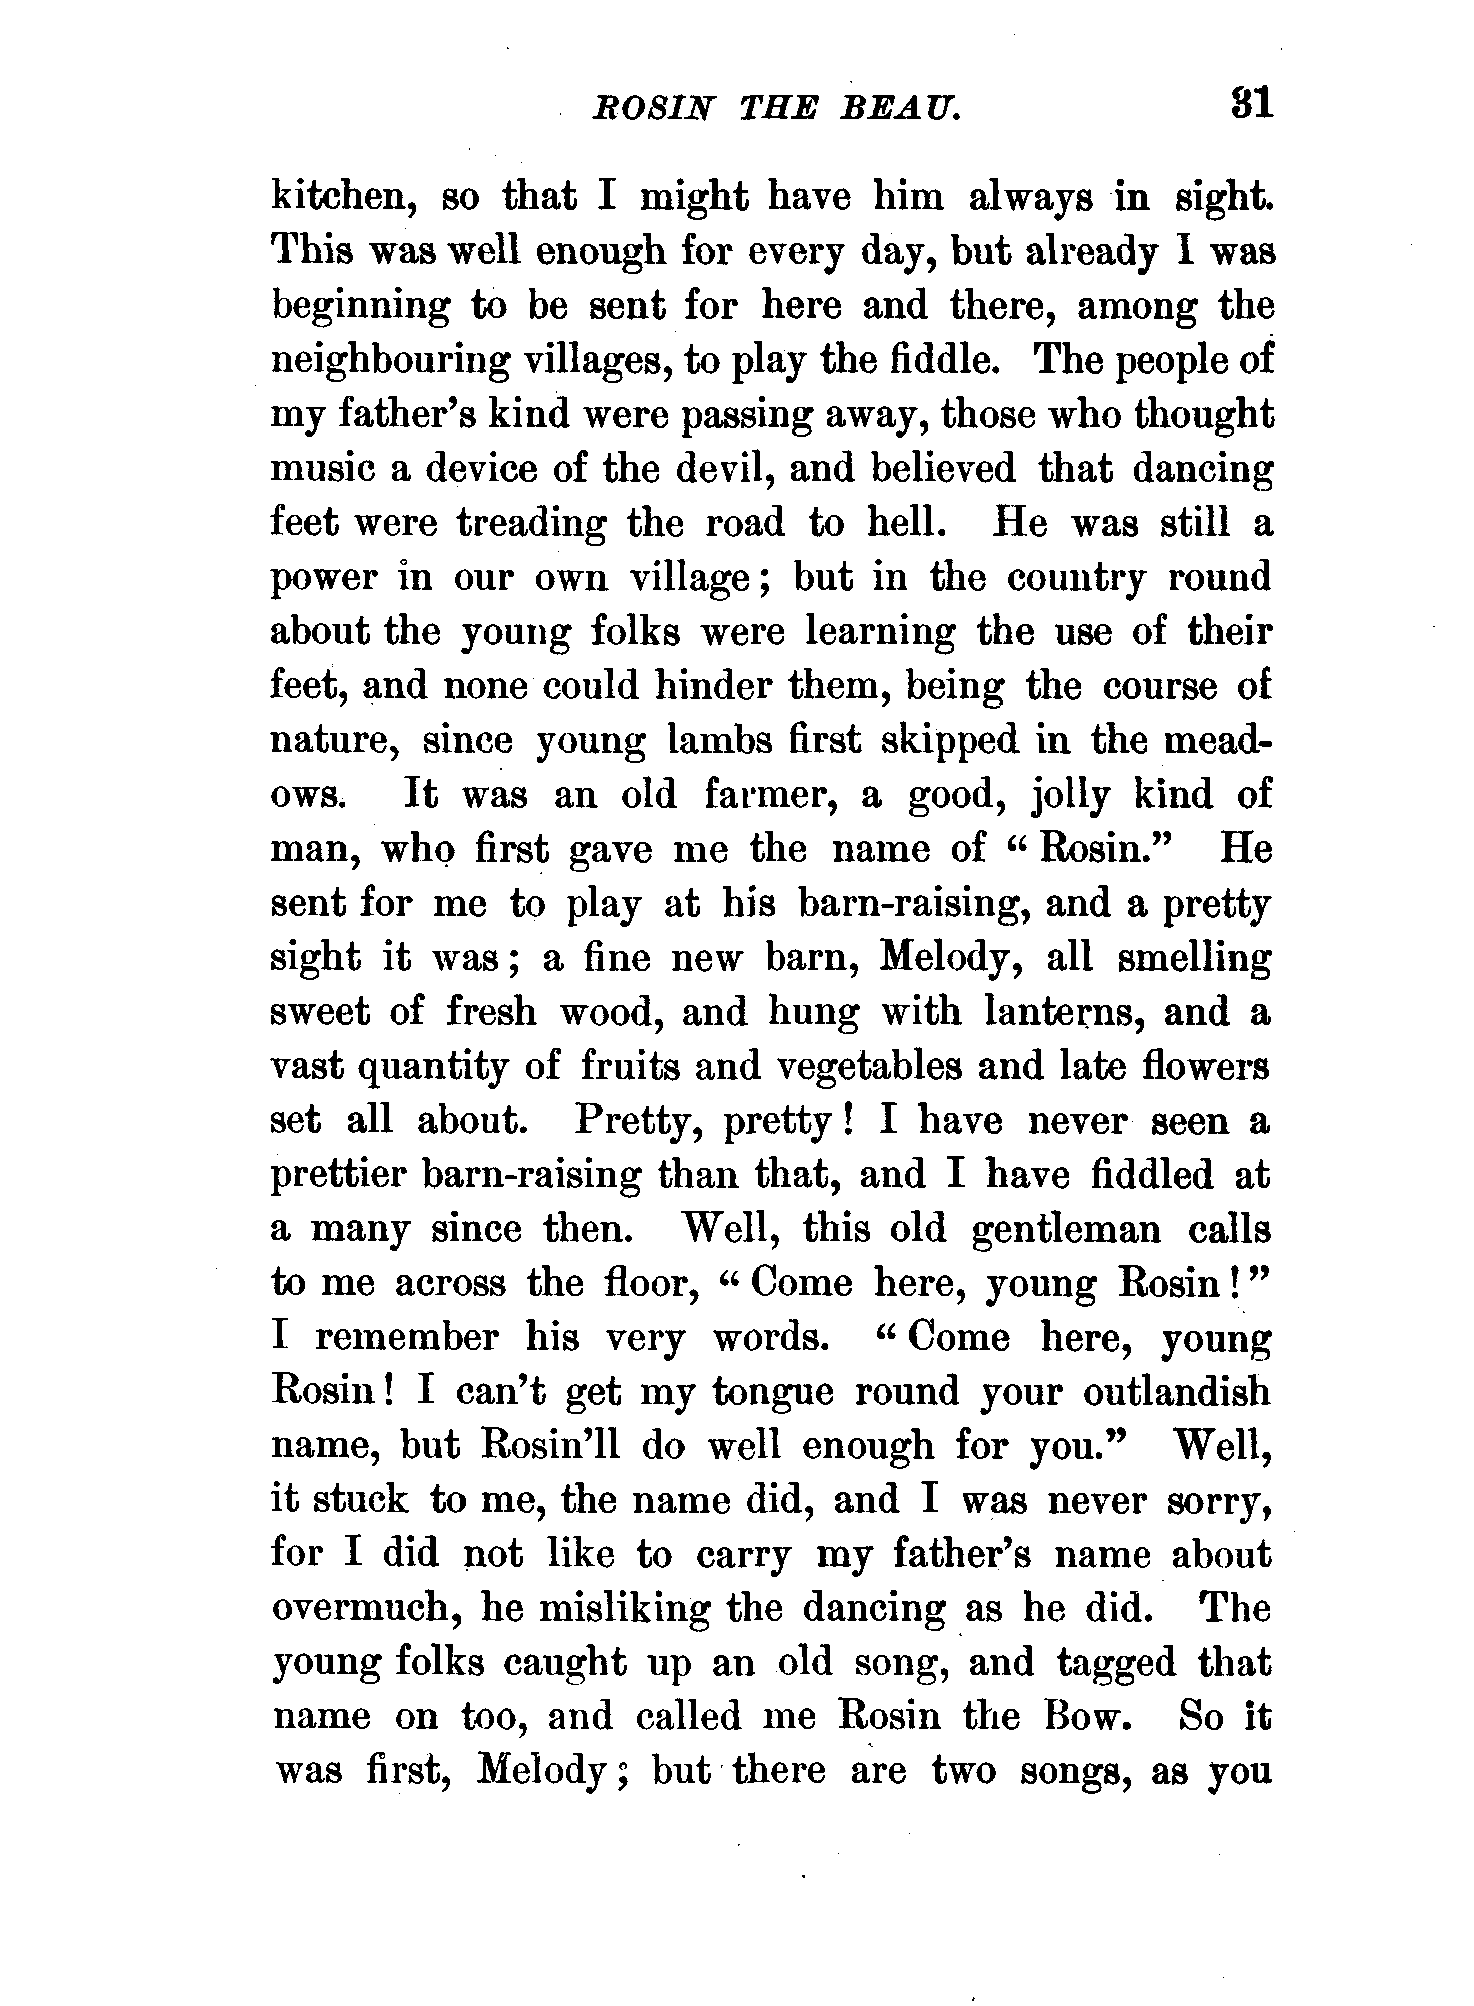 ROSIN THE BEAU. 31
kitchen, so that I might have him always in sight.
This was well enough for every day, but already I was
beginning to be sent for here and there, among the
neighbouring villages, to play the fiddle. The people of
my father's kind were passing away, those who thought
music a device of the devil, and believed that dancing
feet were treading the road to hell. He was still a
power in our own village; but in the country round
about the young folks were learning the use of their
feet, and none could hinder them, being the course of
nature, since young lambs first skipped in the mead-
ows. It was an old farmer, a good, jolly kind of
man, who first gave me the name of “Rosin.” He
sent for me to play at his barn-raising, and a pretty
sight it was; a fine new barn, Melody, all smelling
sweet of fresh wood, and hung with lanterns, and a
vast quantity of fruits and vegetables and late flowers
set all about. Pretty, pretty! I have never seen a
prettier barn-raising than that, and I have fiddled at
a many since then. Well, this old gentleman calls
to me across the floor, “Come here, young Rosin!”
I remember his very words. “Come here, young
Rosin! I can't get my tongue round your outlandish
name, but Rosin'll do well enough for you.” Well,
it stuck to me, the name did, and I was never sorry,
for I did not like to carry my father's name about
overmuch, he misliking the dancing as he did. The
young folks caught up an old song, and tagged that
name on too, and called me Rosin the Bow. So it
was first, Melody; but there are two songs, as you